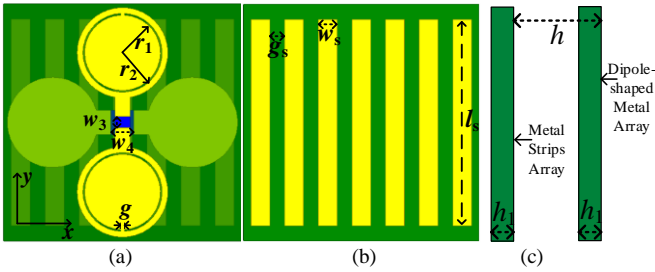 r₁
r₂
w₃
w₄
y
x
g
(a)
gₛ
wₛ
lₛ
(b)
h
Dipole-
shaped
Metal
Array
Metal
Strips
Array
h₁
h₁
(c)